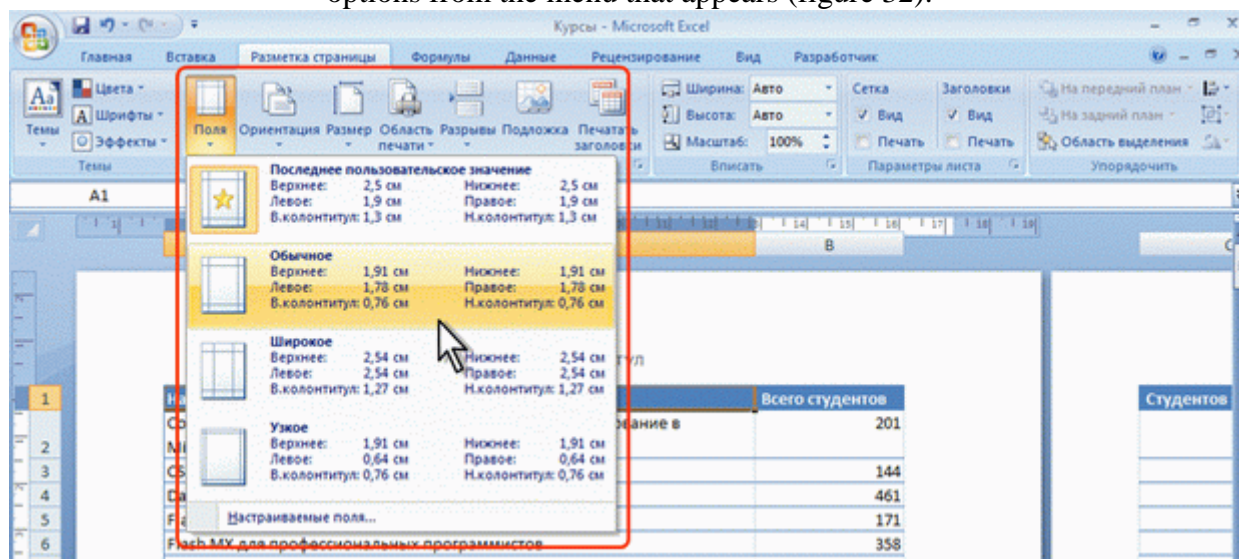 options from the menu that appears (figure 32).
Курсы - Microsoft Excel
Главная Вставка Разметка страницы Формулы Данные Рецензирование Вид Разработчик
Цвета Шрифты Эффекты
Темы
Поля Ориентация Размер Область печати Разрывы Подложка Печатать заголовки
Ширина: Авто
Высота: Авто
Масштаб: 100%
Сетка Заголовки
Вид Вид
Печать Печать
На передний план
На задний план
Область выделения
Темы Вписать Параметры листа Упорядочить
A1
Последнее пользовательское значение
Верхнее: 2,5 см Нижнее: 2,5 см
Левое: 1,9 см Правое: 1,9 см
В.колонтитул: 1,3 см Н.колонтитул: 1,3 см
Обычное
Верхнее: 1,91 см Нижнее: 1,91 см
Левое: 1,78 см Правое: 1,78 см
В.колонтитул: 0,76 см Н.колонтитул: 0,76 см
Широкое
Верхнее: 2,54 см Нижнее: 2,54 см
Левое: 2,54 см Правое: 2,54 см
В.колонтитул: 1,27 см Н.колонтитул: 1,27 см
Узкое
Верхнее: 1,91 см Нижнее: 1,91 см
Левое: 0,64 см Правое: 0,64 см
В.колонтитул: 0,76 см Н.колонтитул: 0,76 см
Настраиваемые поля...
B
1 Всего студентов Студентов
201
2
3 144
4 461
5 171
6 Flash MX для профессиональных программистов 358